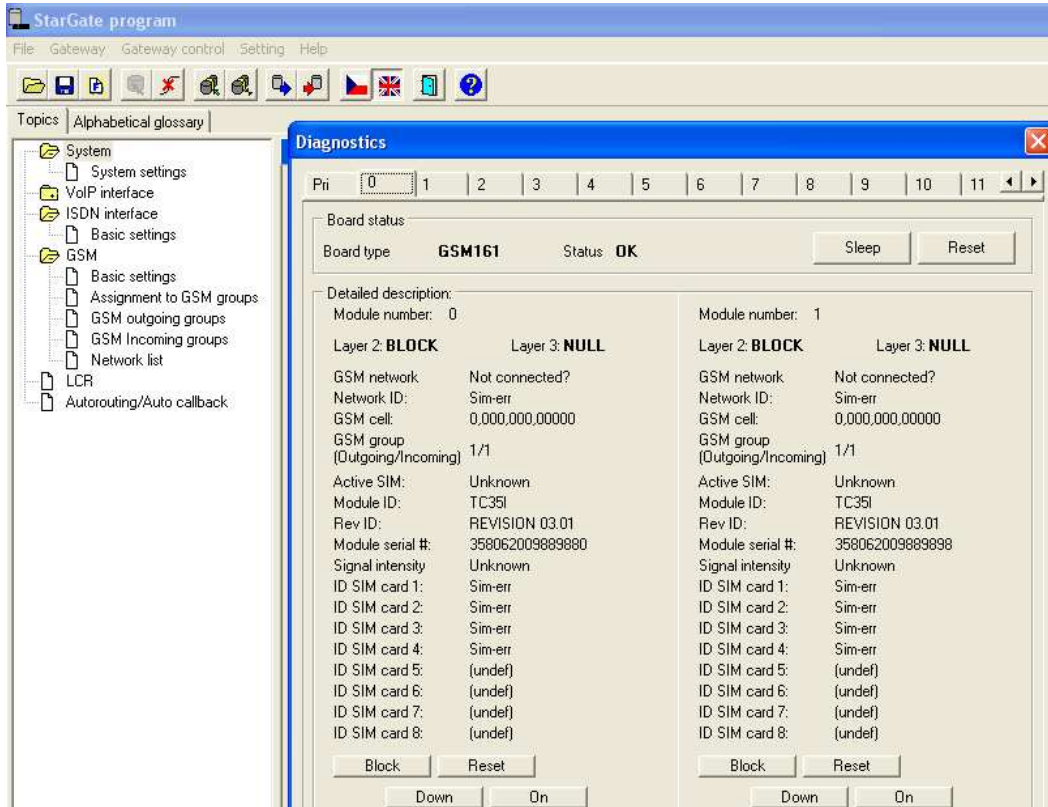 StarGate program
File Gateway Gateway control Setting Help
Topics Alphabetical glossary
System
System settings
VoIP interface
ISDN interface
Basic settings
GSM
Basic settings
Assignment to GSM groups
GSM outgoing groups
GSM Incoming groups
Network list
LCR
Autorouting/Auto callback
Diagnostics
Pri 0 1 2 3 4 5 6 7 8 9 10 11
Board status
Board type GSM161 Status OK Sleep Reset
Detailed description:
Module number: 0
Layer 2: BLOCK Layer 3: NULL
GSM network Not connected?
Network ID: Sim-err
GSM cell: 0,000,000,00000
GSM group
(Outgoing/Incoming) 1/1
Active SIM: Unknown
Module ID: TC35I
Rev ID: REVISION 03.01
Module serial #: 358062009889880
Signal intensity Unknown
ID SIM card 1: Sim-err
ID SIM card 2: Sim-err
ID SIM card 3: Sim-err
ID SIM card 4: Sim-err
ID SIM card 5: (undef)
ID SIM card 6: (undef)
ID SIM card 7: (undef)
ID SIM card 8: (undef)
Block Reset
Down On
Module number: 1
Layer 2: BLOCK Layer 3: NULL
GSM network Not connected?
Network ID: Sim-err
GSM cell: 0,000,000,00000
GSM group
(Outgoing/Incoming) 1/1
Active SIM: Unknown
Module ID: TC35I
Rev ID: REVISION 03.01
Module serial #: 358062009889898
Signal intensity Unknown
ID SIM card 1: Sim-err
ID SIM card 2: Sim-err
ID SIM card 3: Sim-err
ID SIM card 4: Sim-err
ID SIM card 5: (undef)
ID SIM card 6: (undef)
ID SIM card 7: (undef)
ID SIM card 8: (undef)
Block Reset
Down On